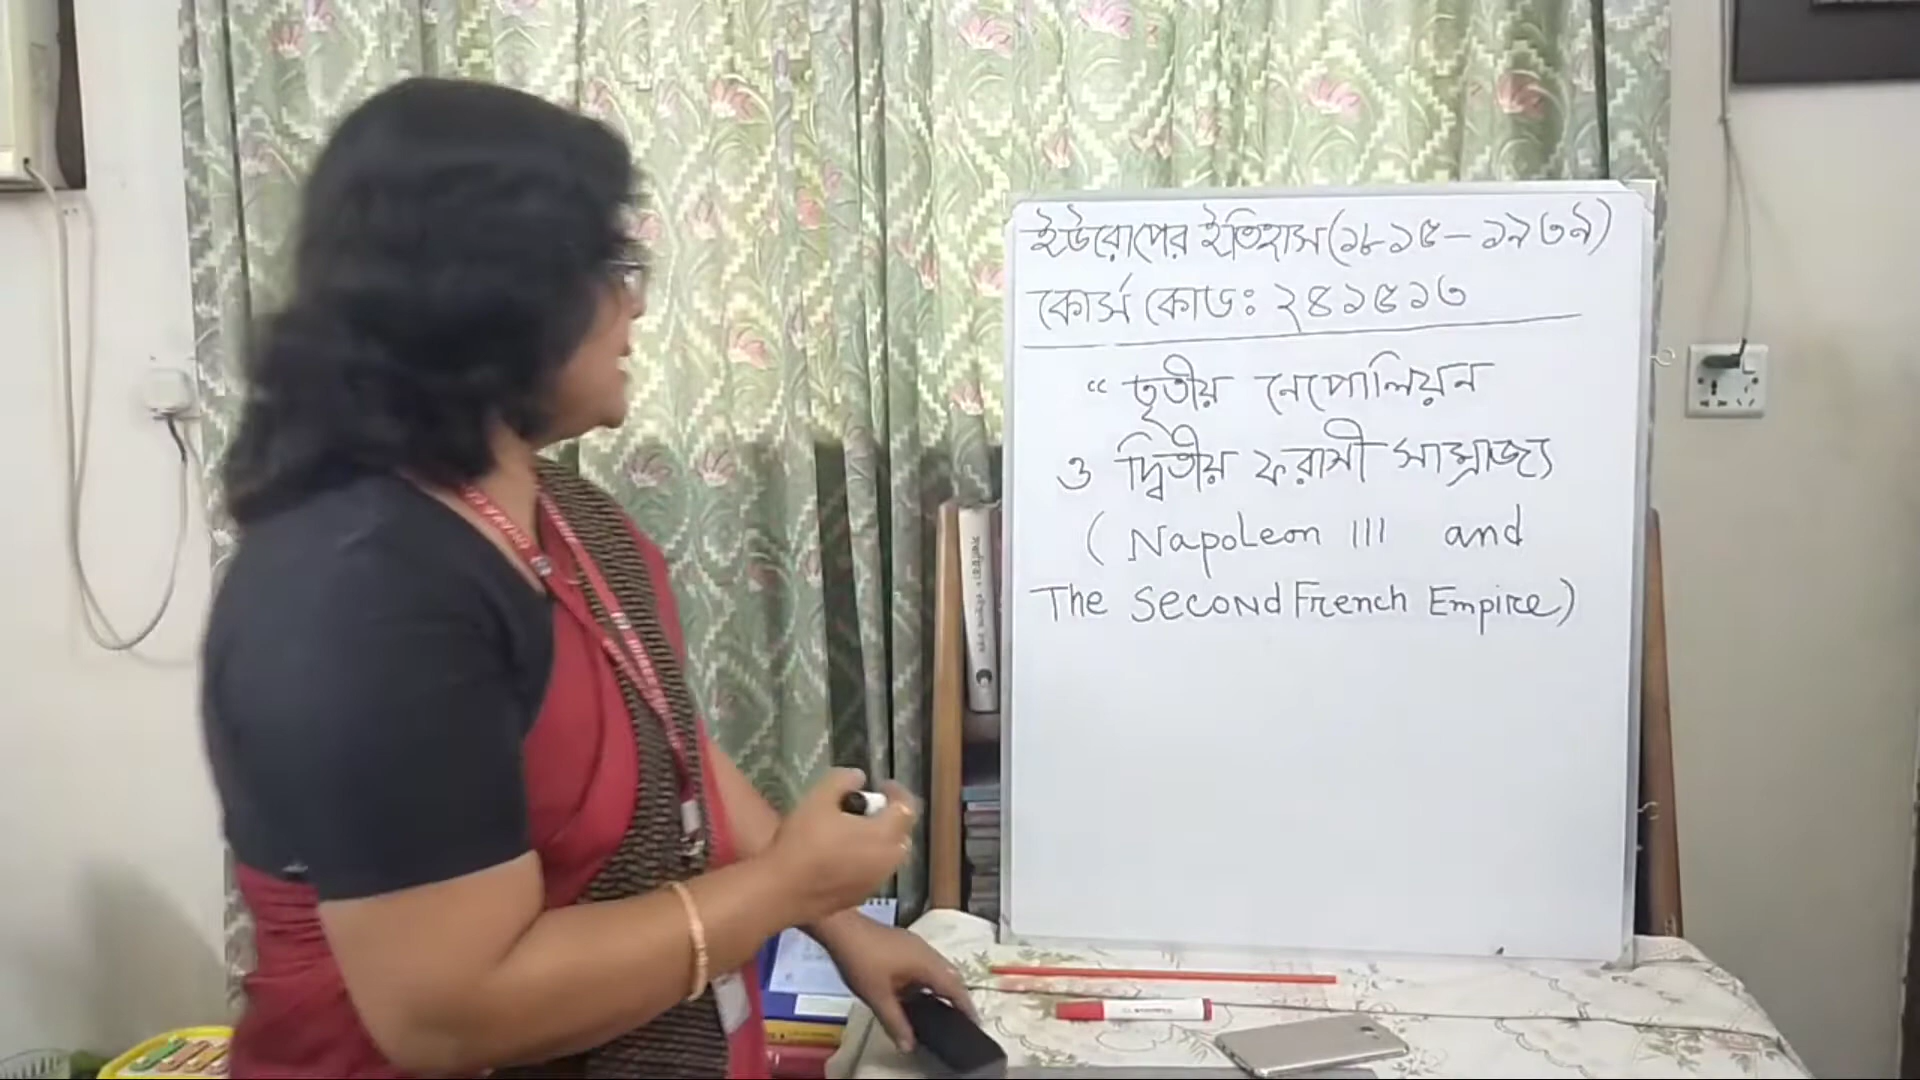 ইউরোপের ইতিহাস (১৮১৫ - ১৯৩৯)
কোর্স কোডঃ ২৪১৫১৩
“ তৃতীয় নেপোলিয়ন
ও দ্বিতীয় ফরাসী সাম্রাজ্য
( Napoleon III and
The Second French Empire)